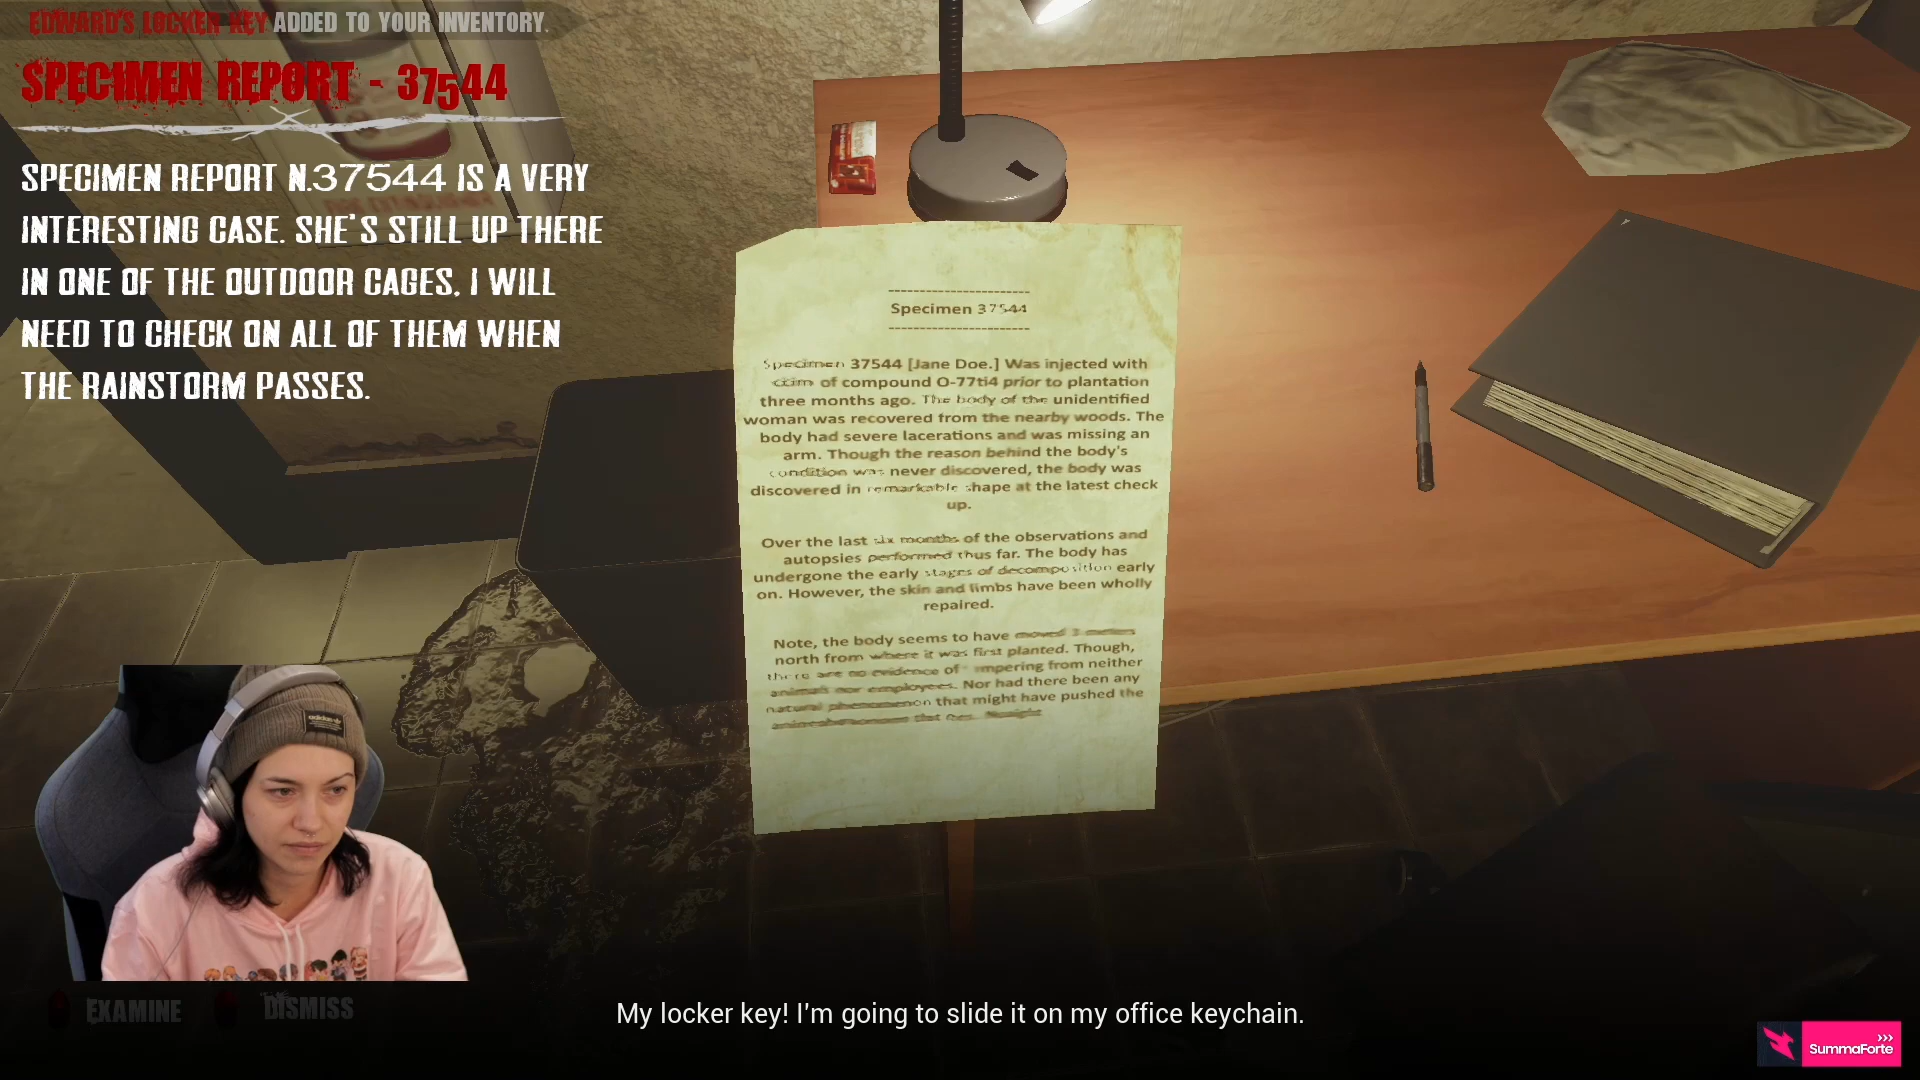 EDWARD'S LOCKER KEY ADDED TO YOUR INVENTORY.
SPECIMEN REPORT - 37544
SPECIMEN REPORT N.37544 IS A VERY
INTERESTING CASE. SHE'S STILL UP THERE
IN ONE OF THE OUTDOOR CAGES, I WILL
NEED TO CHECK ON ALL OF THEM WHEN
THE RAINSTORM PASSES.
Specimen 37544
Specimen 37544 [Jane Doe.] Was injected with
of compound O-77ti4 prior to plantation
three months ago. The body of the unidentified
woman was recovered from the nearby woods. The
body had severe lacerations and was missing an
arm. Though the reason behind the body's
condition was never discovered, the body was
discovered in remarkable shape at the latest check
up.
Over the last six months of the observations and
autopsies performed thus far. The body has
undergone the early stages of decomposition early
on. However, the skin and limbs have been wholly
repaired.
Note, the body seems to have moved 3 meters
north from where it was first planted. Though,
there are no evidence of mpering from neither
animals nor employees. Nor had there been any
natural phenomenon that might have pushed the
EXAMINE DISMISS
My locker key! I'm going to slide it on my office keychain.
SummaForte